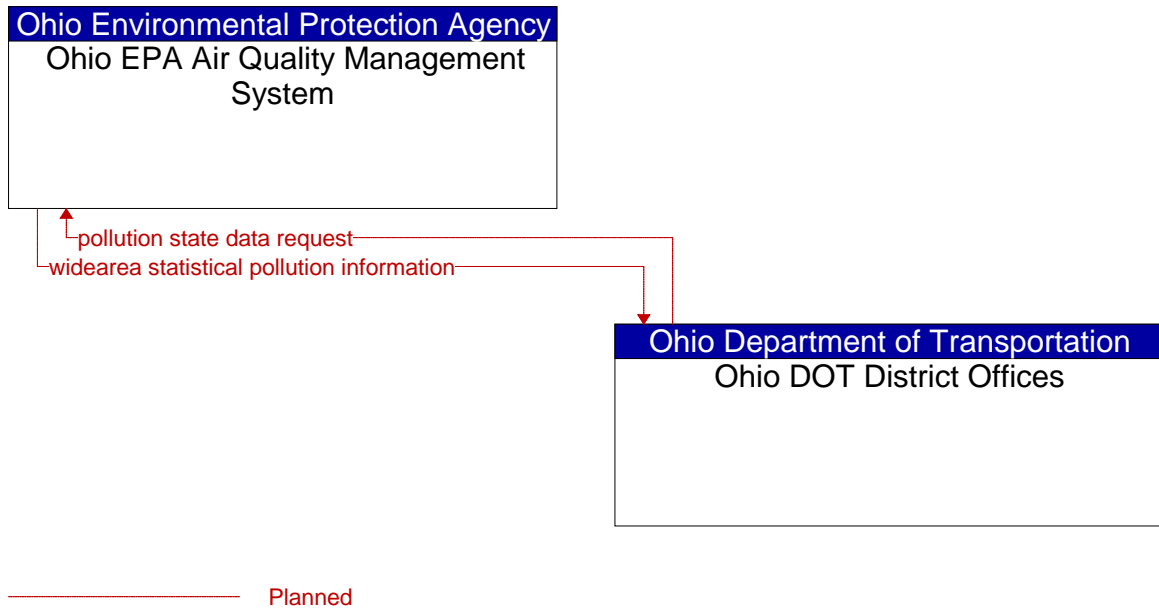 Ohio Environmental Protection Agency
Ohio EPA Air Quality Management
System
pollution state data request
widearea statistical pollution information
Ohio Department of Transportation
Ohio DOT District Offices
Planned